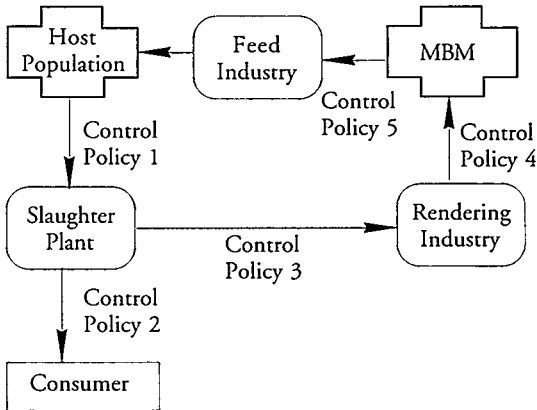 Host
Population
Feed
Industry
MBM
Control
Policy 5
Control
Policy 1
Control
Policy 4
Slaughter
Plant
Rendering
Industry
Control
Policy 3
Control
Policy 2
Consumer